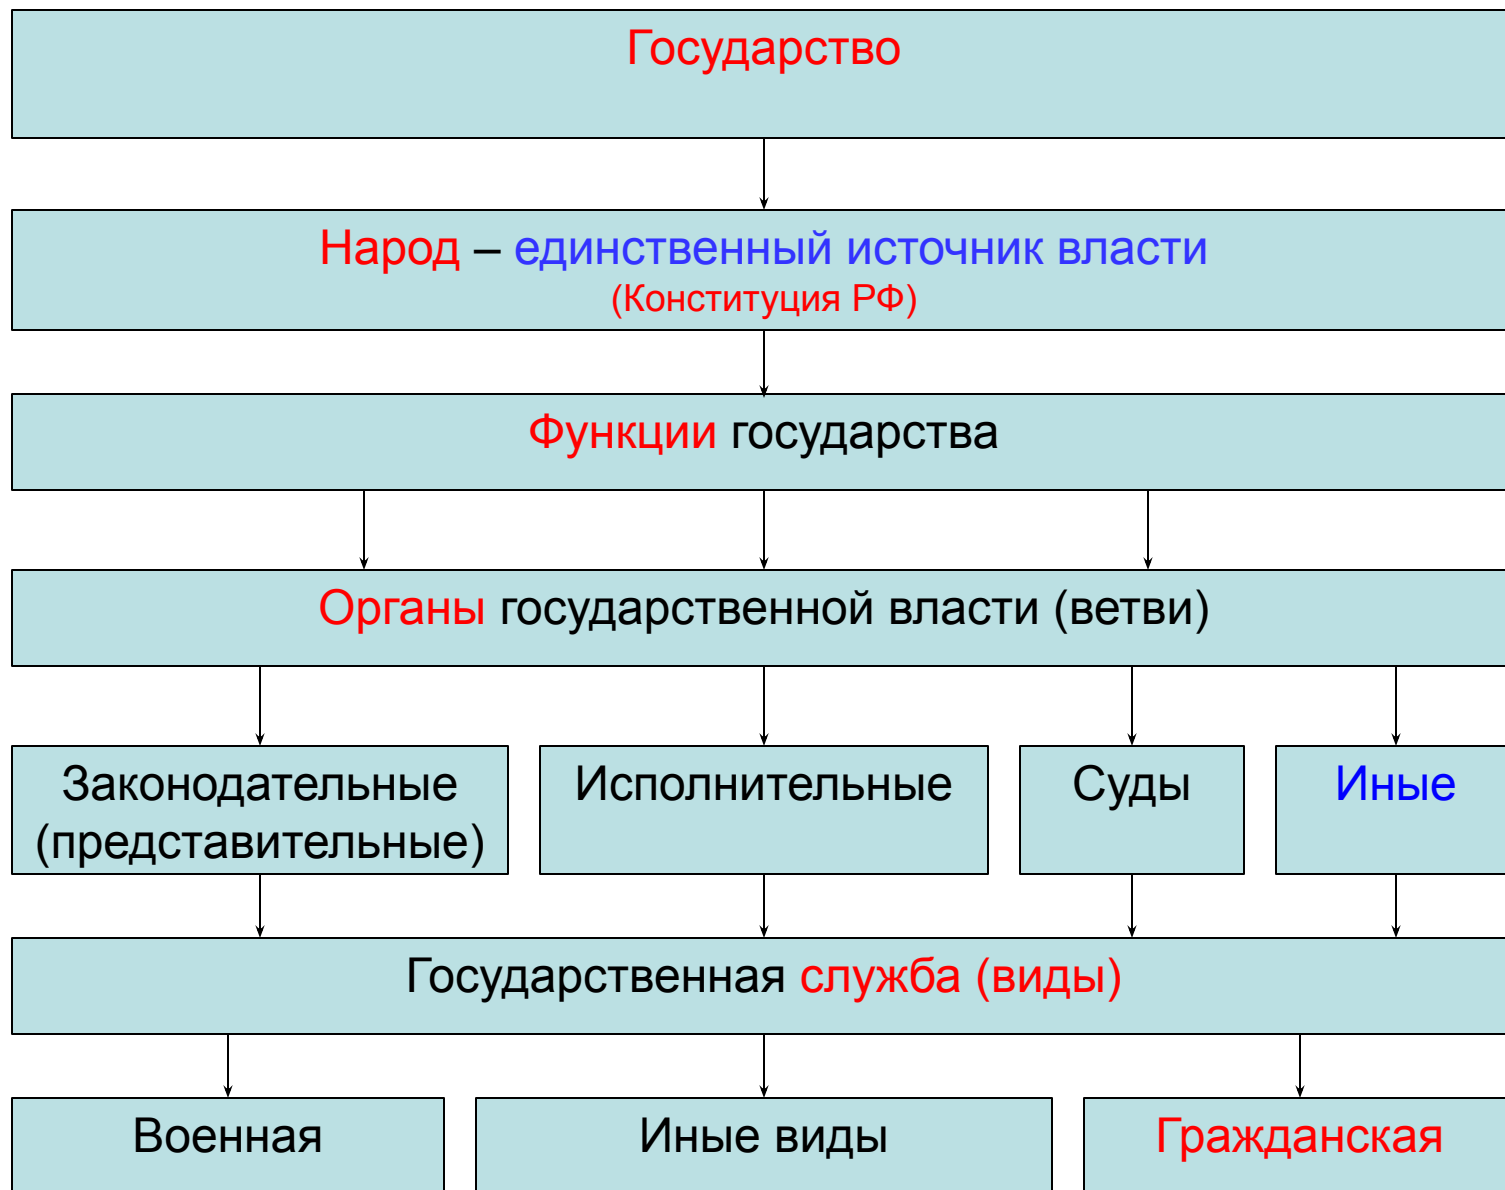 Государство
Народ – единственный источник власти
(Конституция РФ)
Функции государства
Органы государственной власти (ветви)
Законодательные
(представительные)
Исполнительные
Суды
Иные
Государственная служба (виды)
Военная
Иные виды
Гражданская